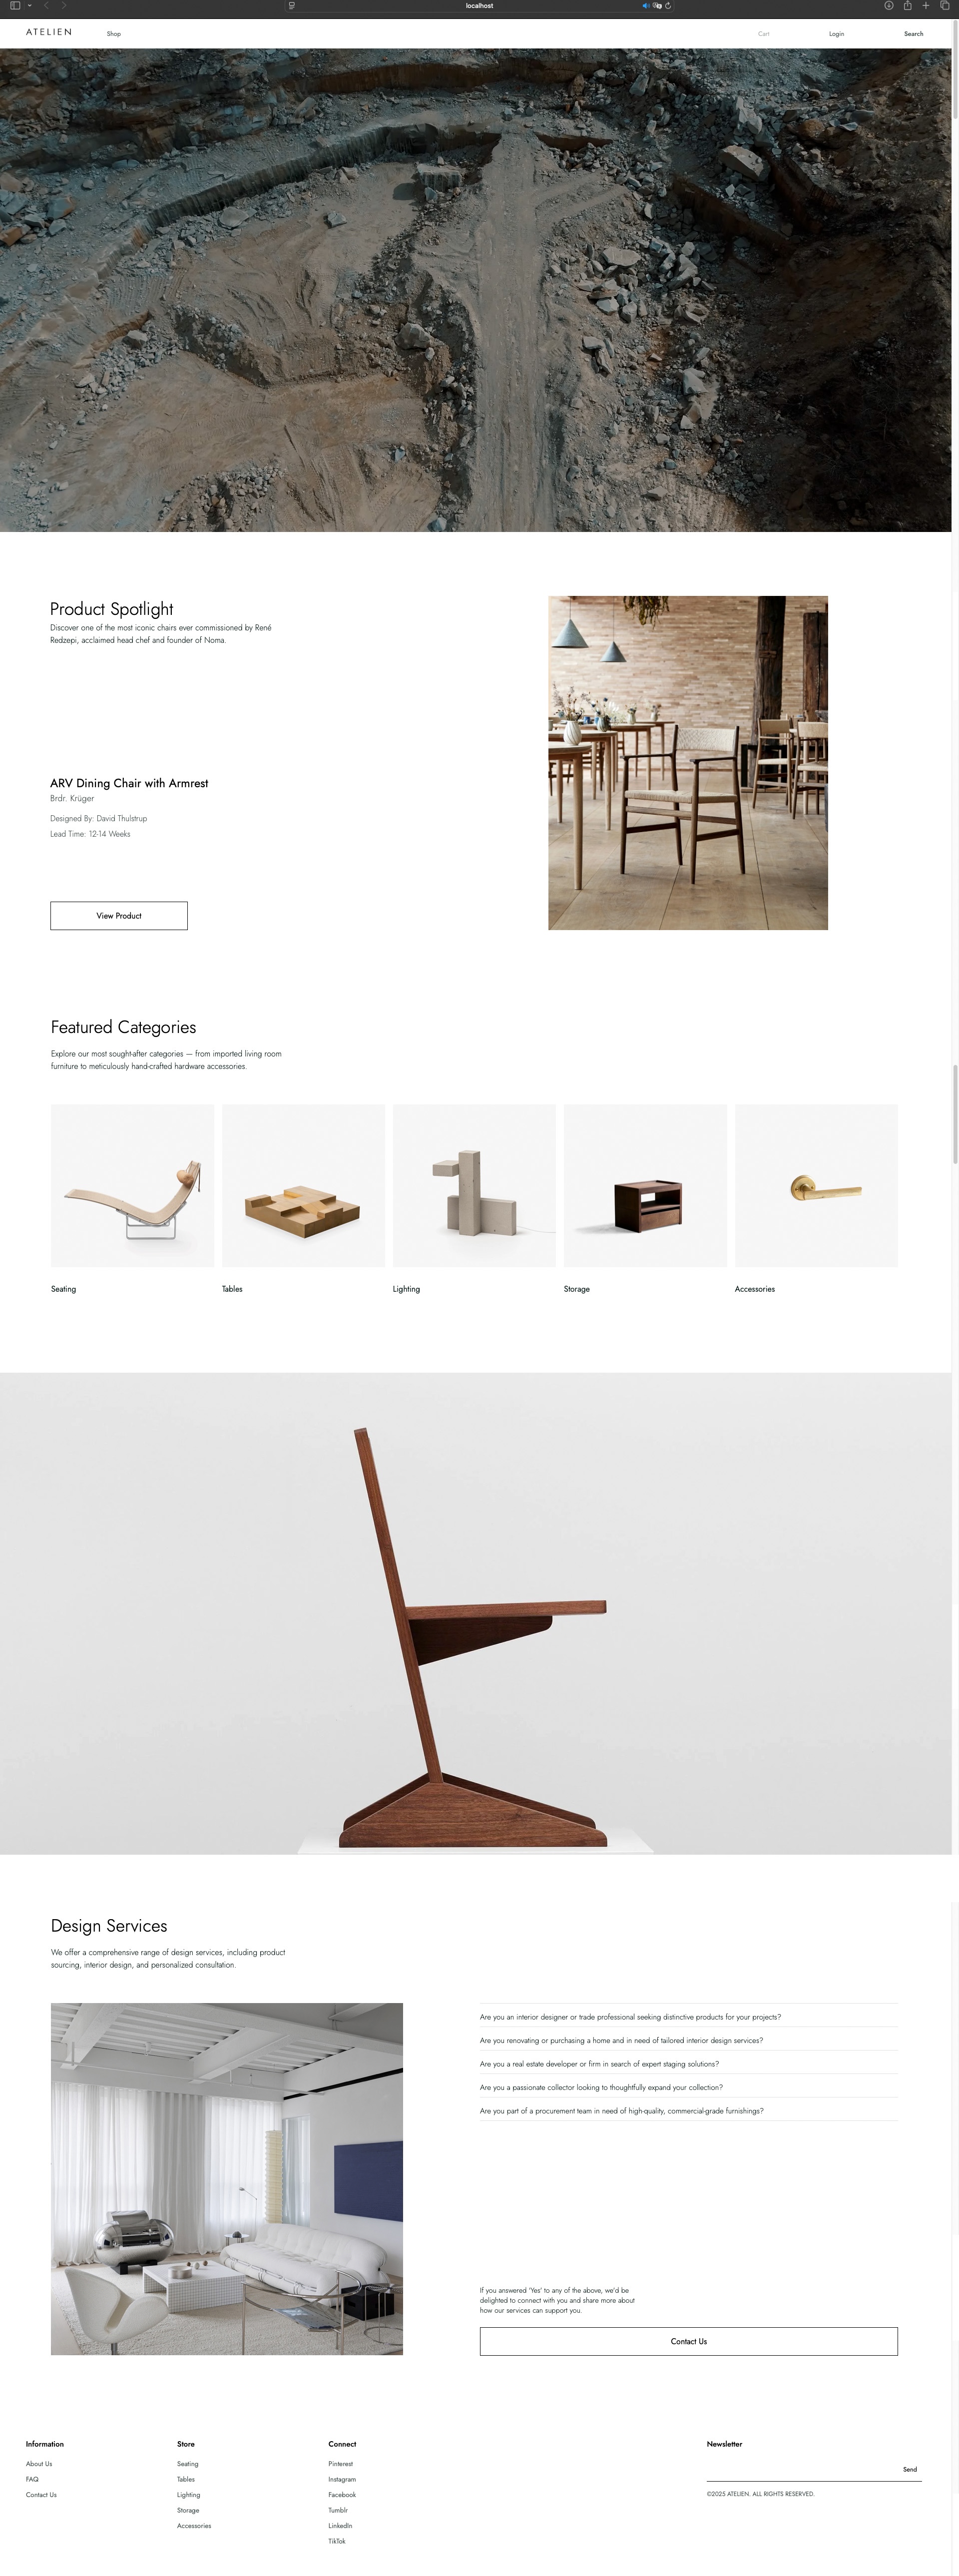 localhost
ATELIEN
Shop
Cart
Login
Search
Product Spotlight
Discover one of the most iconic chairs ever commissioned by René
Redzepi, acclaimed head chef and founder of Noma.
ARV Dining Chair with Armrest
Brdr. Krüger
Designed By: David Thulstrup
Lead Time: 12-14 Weeks
View Product
Featured Categories
Explore our most sought-after categories — from imported living room
furniture to meticulously hand-crafted hardware accessories.
Seating
Tables
Lighting
Storage
Accessories
Design Services
We offer a comprehensive range of design services, including product
sourcing, interior design, and personalized consultation.
Are you an interior designer or trade professional seeking distinctive products for your projects?
Are you renovating or purchasing a home and in need of tailored interior design services?
Are you a real estate developer or firm in search of expert staging solutions?
Are you a passionate collector looking to thoughtfully expand your collection?
Are you part of a procurement team in need of high-quality, commercial-grade furnishings?
If you answered 'Yes' to any of the above, we'd be
delighted to connect with you and share more about
how our services can support you.
Contact Us
Information
About Us
FAQ
Contact Us
Store
Seating
Tables
Lighting
Storage
Accessories
Connect
Pinterest
Instagram
Facebook
Tumblr
LinkedIn
TikTok
Newsletter
Send
©2025 ATELIEN. ALL RIGHTS RESERVED.